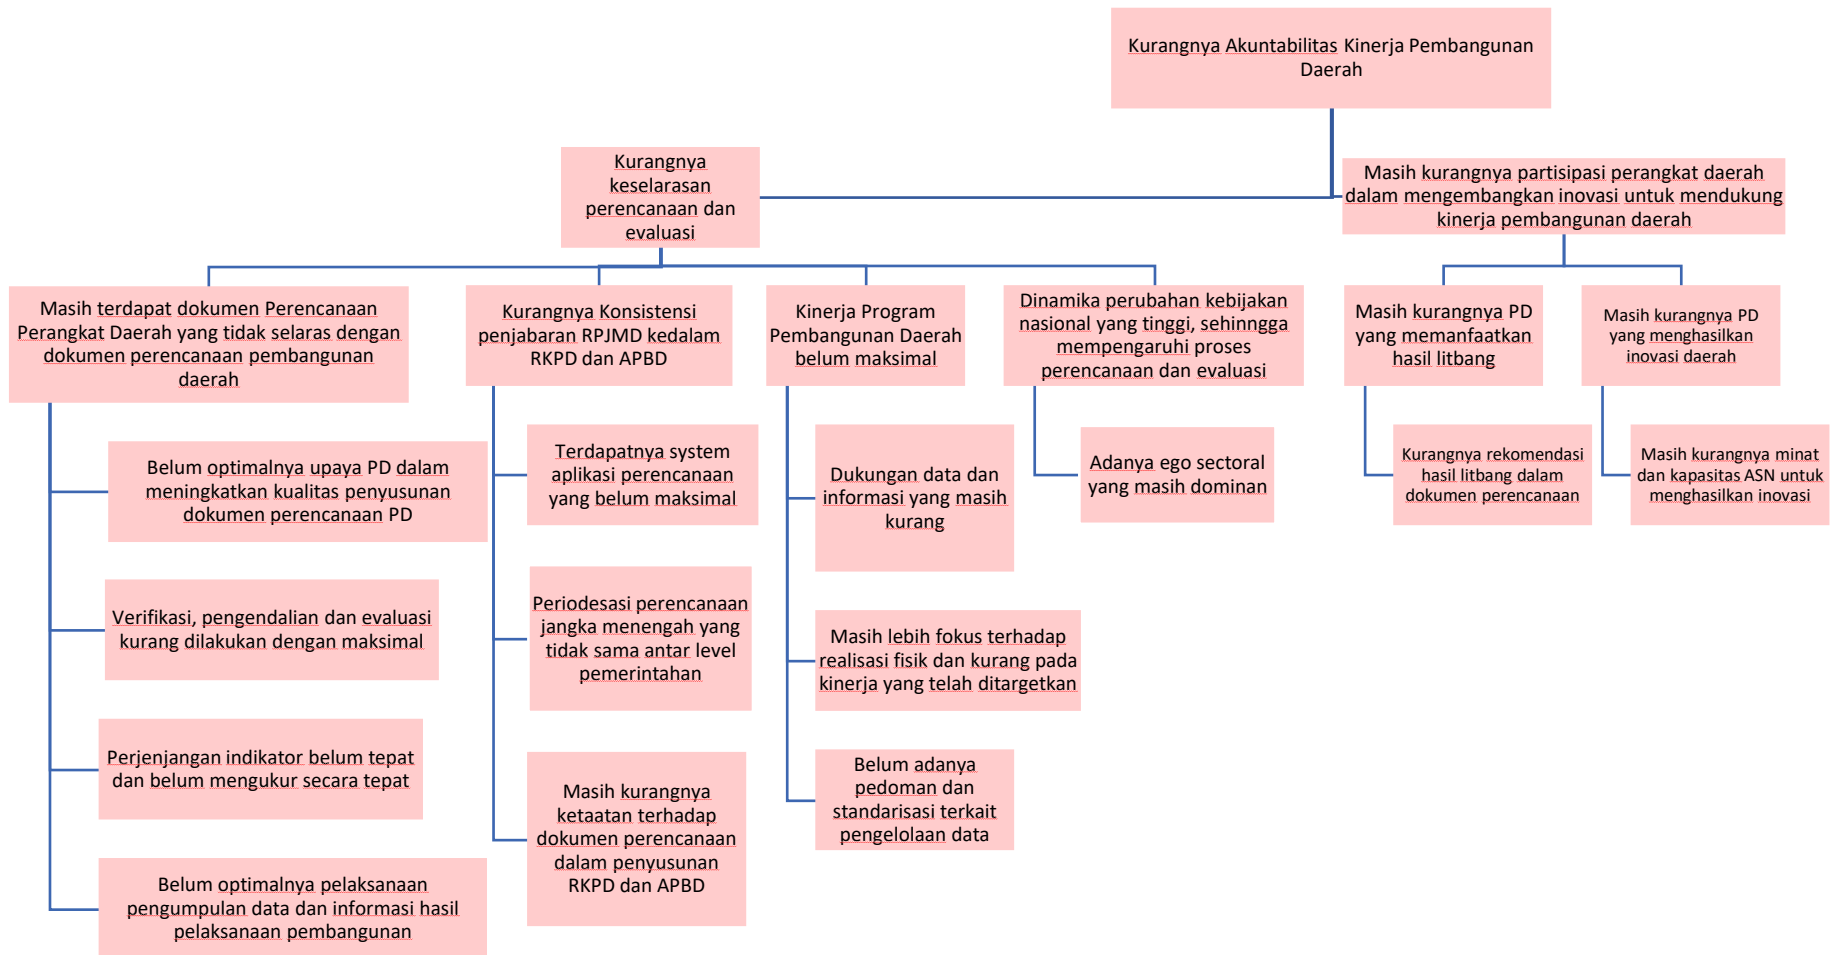 Kurangnya Akuntabilitas Kinerja Pembangunan
Daerah
Kurangnya
keselarasan
perencanaan dan
evaluasi
Masih kurangnya partisipasi perangkat daerah
dalam mengembangkan inovasi untuk mendukung
kinerja pembangunan daerah
Masih terdapat dokumen Perencanaan
Perangkat Daerah yang tidak selaras dengan
dokumen perencanaan pembangunan
daerah
Kurangnya Konsistensi
penjabaran RPJMD kedalam
RKPD dan APBD
Kinerja Program
Pembangunan Daerah
belum maksimal
Dinamika perubahan kebijakan
nasional yang tinggi, sehinngga
mempengaruhi proses
perencanaan dan evaluasi
Masih kurangnya PD
yang memanfaatkan
hasil litbang
Masih kurangnya PD
yang menghasilkan
inovasi daerah
Belum optimalnya upaya PD dalam
meningkatkan kualitas penyusunan
dokumen perencanaan PD
Verifikasi, pengendalian dan evaluasi
kurang dilakukan dengan maksimal
Perjenjangan indikator belum tepat
dan belum mengukur secara tepat
Belum optimalnya pelaksanaan
pengumpulan data dan informasi hasil
pelaksanaan pembangunan
Terdapatnya system
aplikasi perencanaan
yang belum maksimal
Periodesasi perencanaan
jangka menengah yang
tidak sama antar level
pemerintahan
Masih kurangnya
ketaatan terhadap
dokumen perencanaan
dalam penyusunan
RKPD dan APBD
Dukungan data dan
informasi yang masih
kurang
Masih lebih fokus terhadap
realisasi fisik dan kurang pada
kinerja yang telah ditargetkan
Belum adanya
pedoman dan
standarisasi terkait
pengelolaan data
Adanya ego sectoral
yang masih dominan
Kurangnya rekomendasi
hasil litbang dalam
dokumen perencanaan
Masih kurangnya minat
dan kapasitas ASN untuk
menghasilkan inovasi